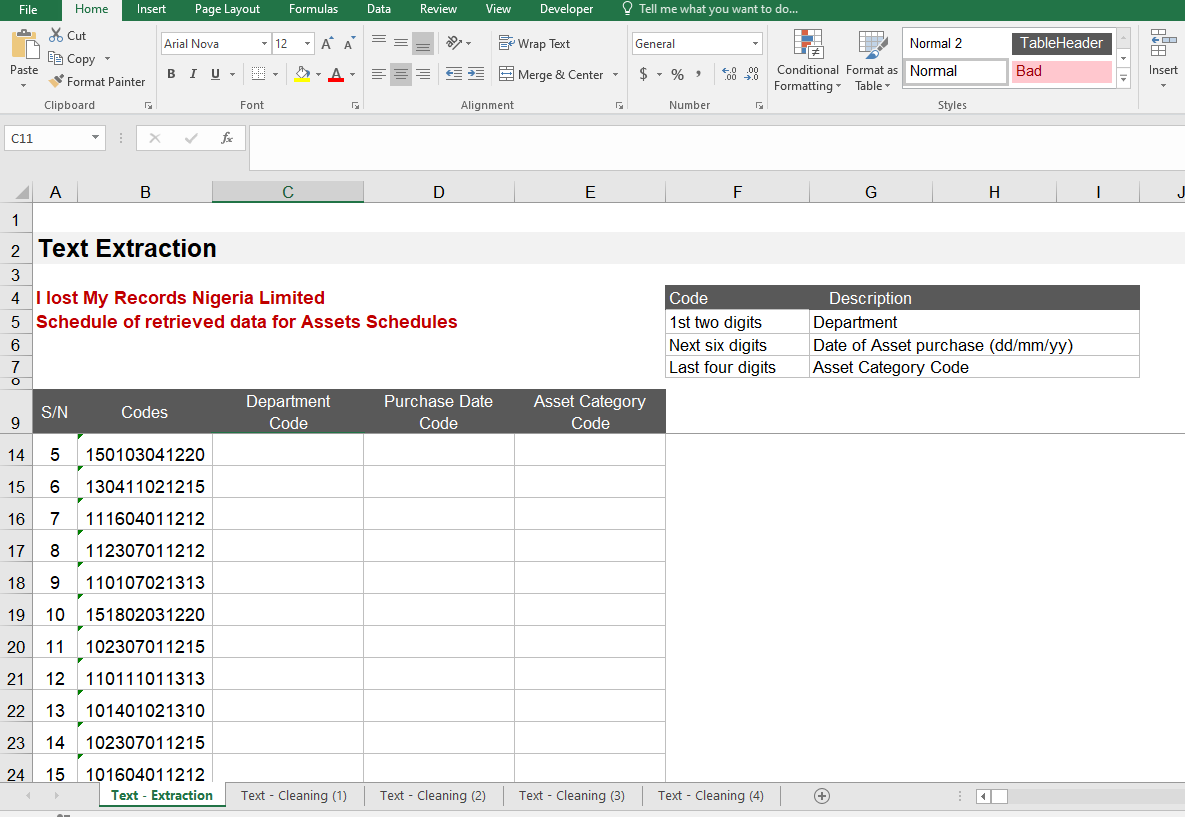 File Home Insert Page Layout Formulas Data Review View Developer Tell me what you want to do...
Cut
Copy
Format Painter
Paste
Clipboard
Arial Nova 12
B I U
Font
Wrap Text
Merge & Center
Alignment
General
$ % ,
Number
Conditional Formatting
Format as Table
Normal 2 TableHeader
Normal Bad
Styles
Insert
C11 fx
A B C D E F G H I J
1
2 Text Extraction
3
4 I lost My Records Nigeria Limited Code Description
5 Schedule of retrieved data for Assets Schedules 1st two digits Department
6 Next six digits Date of Asset purchase (dd/mm/yy)
7 Last four digits Asset Category Code
8
9 S/N Codes Department Code Purchase Date Code Asset Category Code
14 5 150103041220
15 6 130411021215
16 7 111604011212
17 8 112307011212
18 9 110107021313
19 10 151802031220
20 11 102307011215
21 12 110111011313
22 13 101401021310
23 14 102307011215
24 15 101604011212
Text - Extraction Text - Cleaning (1) Text - Cleaning (2) Text - Cleaning (3) Text - Cleaning (4)